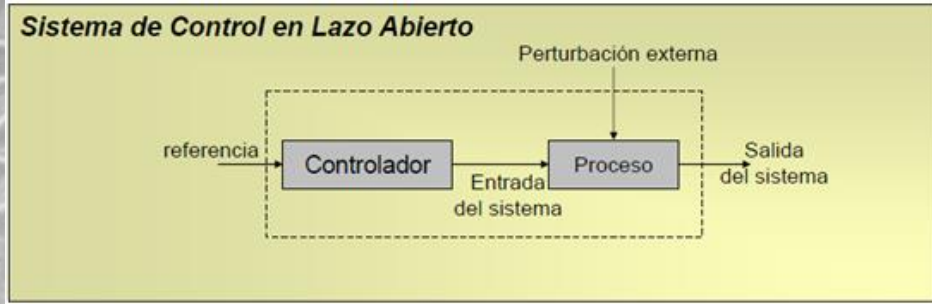 Sistema de Control en Lazo Abierto
Perturbación externa
referencia
Controlador
Entrada
del sistema
Proceso
Salida
del sistema